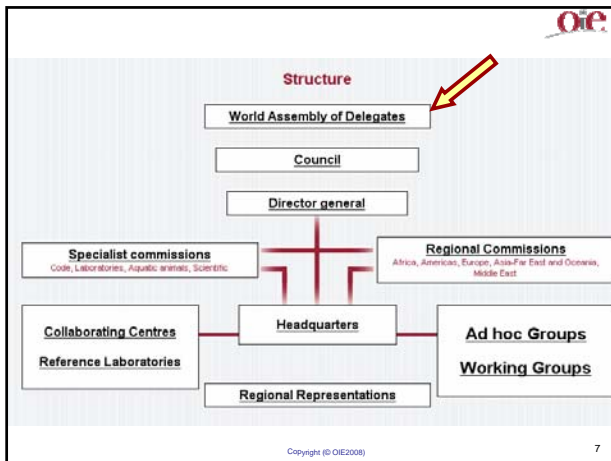 oie
Structure
World Assembly of Delegates
Council
Director general
Specialist commissions
Code, Laboratories, Aquatic animals, Scientific
Regional Commissions
Africa, Americas, Europe, Asia-Far East and Oceania,
Middle East
Collaborating Centres
Reference Laboratories
Headquarters
Ad hoc Groups
Working Groups
Regional Representations
Copyright (© OIE2008)
7